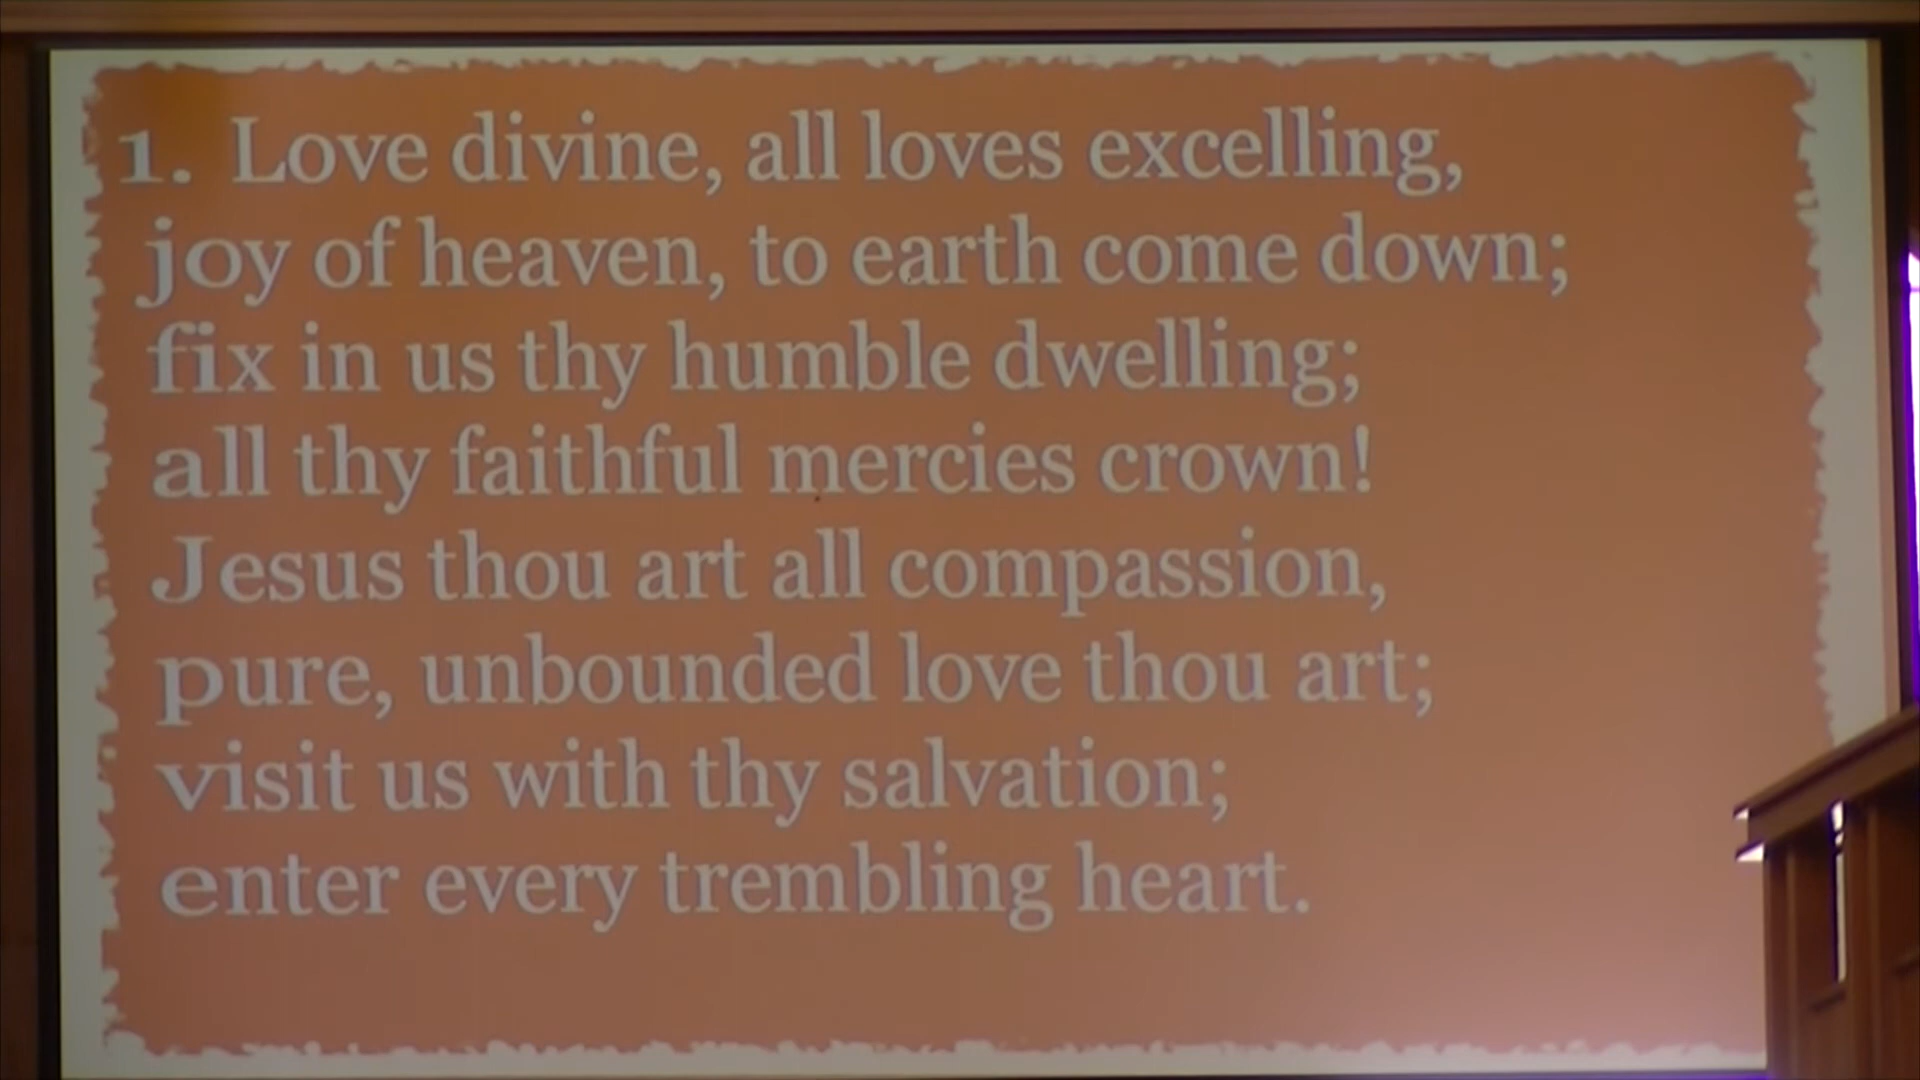 1. Love divine, all loves excelling,
joy of heaven, to earth come down;
fix in us thy humble dwelling;
all thy faithful mercies crown!
Jesus thou art all compassion,
pure, unbounded love thou art;
visit us with thy salvation;
enter every trembling heart.